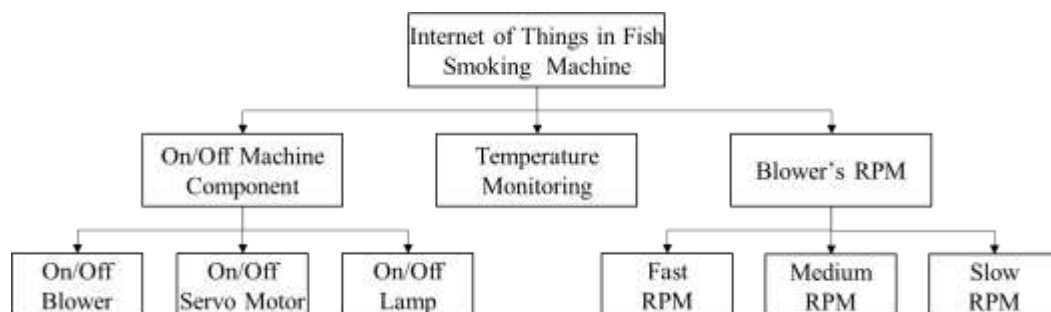 Internet of Things in Fish
Smoking Machine
On/Off Machine
Component
Temperature
Monitoring
Blower's RPM
On/Off
Blower
On/Off
Servo Motor
On/Off
Lamp
Fast
RPM
Medium
RPM
Slow
RPM